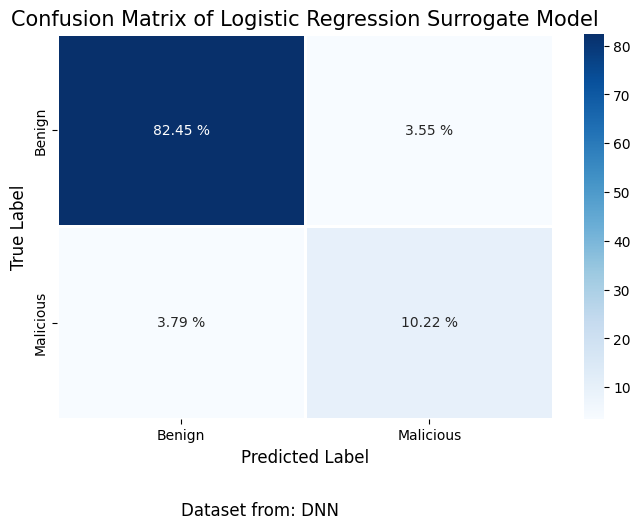 Confusion Matrix of Logistic Regression Surrogate Model
True Label
Benign
Malicious
82.45 %
3.55 %
3.79 %
10.22 %
Benign
Malicious
Predicted Label
80
70
60
50
40
30
20
10
Dataset from: DNN